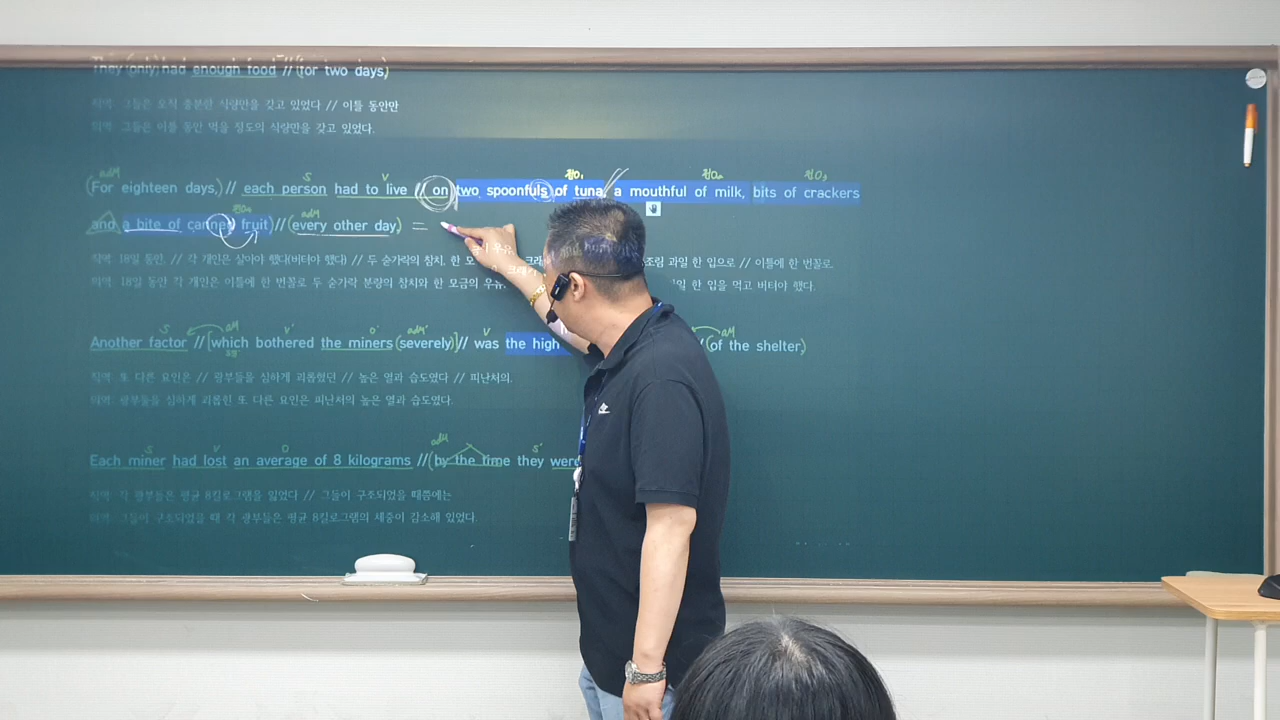 They (only) had enough food // (for two days)
직역: 그들은 오직 충분한 식량만을 갖고 있었다 // 이틀 동안만
의역: 그들은 이틀 동안 먹을 정도의 식량만을 갖고 있었다.
adM S V 전O₁ 전O₃
(For eighteen days,) // each person had to live // on two spoonfuls of tuna, a mouthful of milk, bits of crackers
adM
and a bite of canned fruit) // (every other day) =
직역: 18일 동안, // 각 개인은 살아야 했다(버터야 했다) // 두 숟가락의 참치, 한 모 조림 과일 한 입으로 // 이틀에 한 번꼴로.
의역: 18일 동안 각 개인은 이틀에 한 번꼴로 두 숟가락 분량의 참치와 한 모금의 우유, 일 한 입을 먹고 버터야 했다.
S aM V' O' adM' V aM
Another factor // [which bothered the miners (severely)] // was the high // (of the shelter)
직역: 또 다른 요인은 // 광부들을 심하게 괴롭혔던 // 높은 열과 습도였다 // 피난처의.
의역: 광부들을 심하게 괴롭힌 또 다른 요인은 피난처의 높은 열과 습도였다.
S V O adM S'
Each miner had lost an average of 8 kilograms // (by the time they were
직역: 각 광부들은 평균 8킬로그램을 잃었다 // 그들이 구조되었을 때쯤에는
의역: 그들이 구조되었을 때 각 광부들은 평균 8킬로그램의 체중이 감소해 있었다.